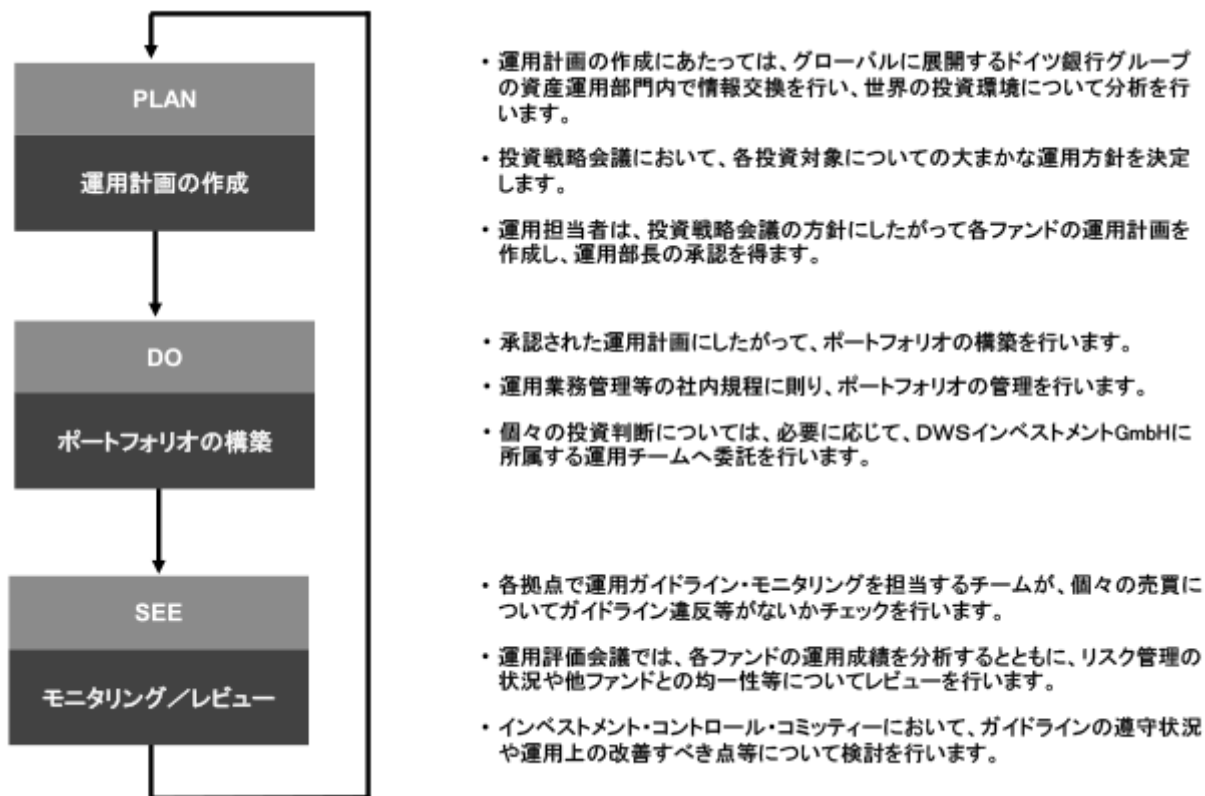 PLAN
運用計画の作成
・運用計画の作成にあたっては、グローバルに展開するドイツ銀行グループ
の資産運用部門内で情報交換を行い、世界の投資環境について分析を行
います。
・投資戦略会議において、各投資対象についての大まかな運用方針を決定
します。
・運用担当者は、投資戦略会議の方針にしたがって各ファンドの運用計画を
作成し、運用部長の承認を得ます。
DO
ポートフォリオの構築
・承認された運用計画にしたがって、ポートフォリオの構築を行います。
・運用業務管理等の社内規程に則り、ポートフォリオの管理を行います。
・個々の投資判断については、必要に応じて、DWSインベストメントGmbHに
所属する運用チームへ委託を行います。
SEE
モニタリング／レビュー
・各拠点で運用ガイドライン・モニタリングを担当するチームが、個々の売買に
ついてガイドライン違反等がないかチェックを行います。
・運用評価会議では、各ファンドの運用成績を分析するとともに、リスク管理の
状況や他ファンドとの均一性等についてレビューを行います。
・インベストメント・コントロール・コミッティーにおいて、ガイドラインの遵守状況
や運用上の改善すべき点等について検討を行います。